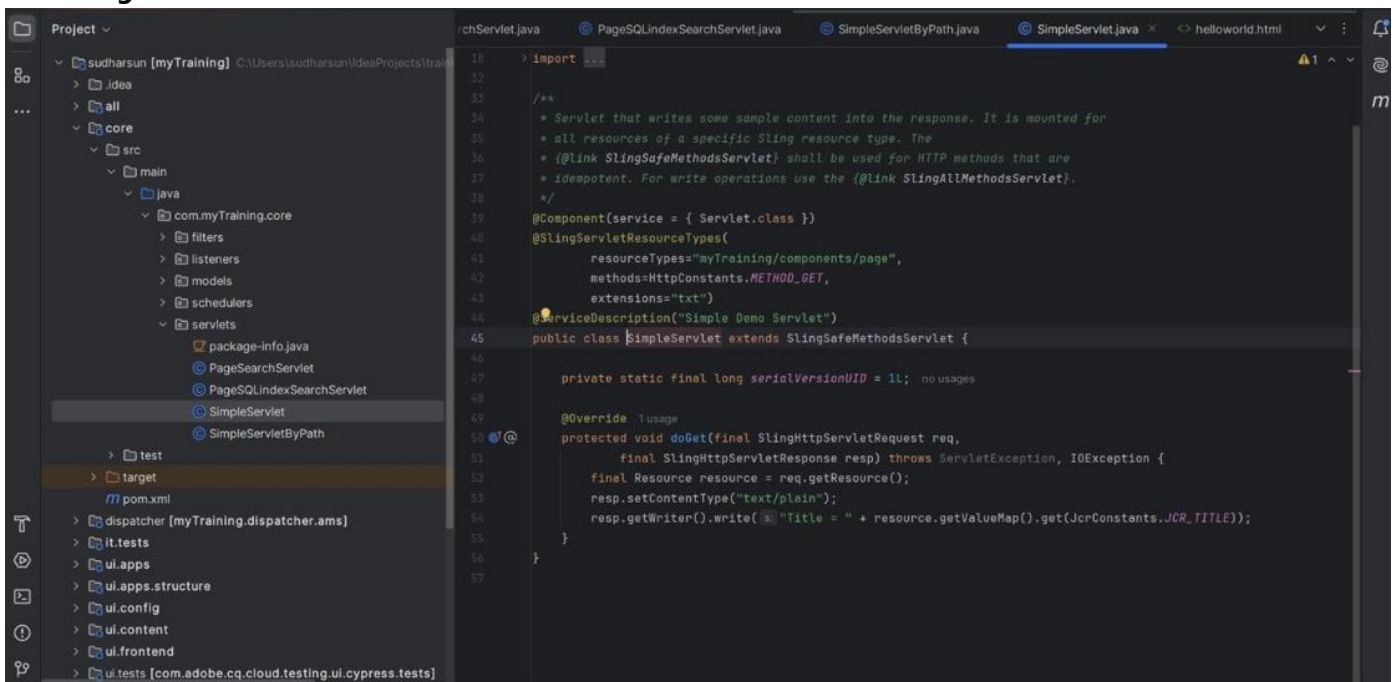 Project
sudharsun [myTraining] C:\Users\sudharsun\IdeaProjects\train
.idea
all
core
src
main
java
com.myTraining.core
filters
listeners
models
schedulers
servlets
package-info.java
PageSearchServlet
PageSQLindexSearchServlet
SimpleServlet
SimpleServletByPath
test
target
pom.xml
dispatcher [myTraining.dispatcher.ams]
it.tests
ui.apps
ui.apps.structure
ui.config
ui.content
ui.frontend
ui.tests [com.adobe.cq.cloud.testing.ui.cypress.tests]
rchServlet.java PageSQLindexSearchServlet.java SimpleServletByPath.java SimpleServlet.java helloworld.html
18 import ... 1
32
33 /**
34 * Servlet that writes some sample content into the response. It is mounted for
35 * all resources of a specific Sling resource type. The
36 * {@link SlingSafeMethodsServlet} shall be used for HTTP methods that are
37 * idempotent. For write operations use the {@link SlingAllMethodsServlet}.
38 */
39 @Component(service = { Servlet.class })
40 @SlingServletResourceTypes(
41 resourceTypes="myTraining/components/page",
42 methods=HttpConstants.METHOD_GET,
43 extensions="txt")
44 @ServiceDescription("Simple Demo Servlet")
45 public class SimpleServlet extends SlingSafeMethodsServlet {
46
47 private static final long serialVersionUID = 1L; no usages
48
49 @Override 1 usage
50 protected void doGet(final SlingHttpServletRequest req,
51 final SlingHttpServletResponse resp) throws ServletException, IOException {
52 final Resource resource = req.getResource();
53 resp.setContentType("text/plain");
54 resp.getWriter().write( s: "Title = " + resource.getValueMap().get(JcrConstants.JCR_TITLE));
55 }
56 }
57